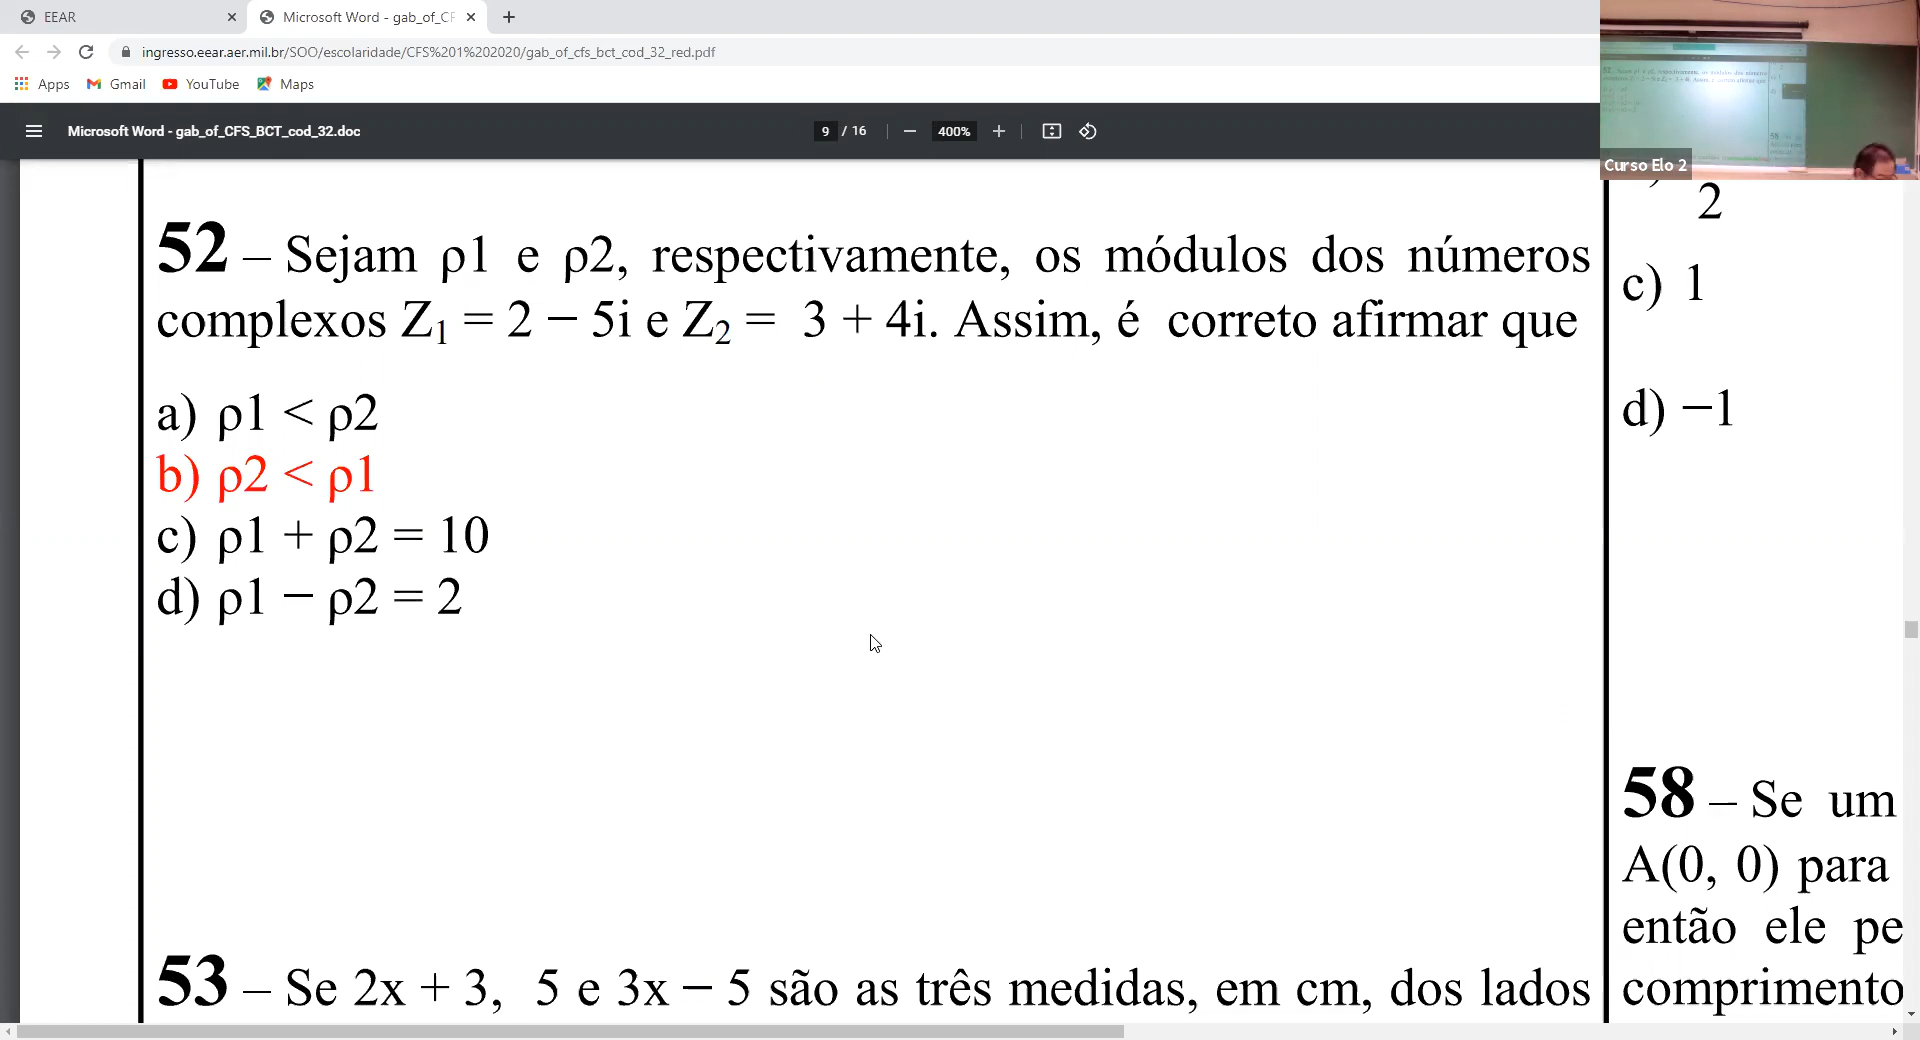 EEAR
Microsoft Word - gab_of_CF
ingresso.eear.aer.mil.br/SOO/escolaridade/CFS%201%202020/gab_of_cfs_bct_cod_32_red.pdf
Apps Gmail YouTube Maps
Microsoft Word - gab_of_CFS_BCT_cod_32.doc
9 / 16
400%
Curso Elo 2
52 – Sejam ρ1 e ρ2, respectivamente, os módulos dos números
complexos Z₁ = 2 − 5i e Z₂ = 3 + 4i. Assim, é correto afirmar que
a) ρ1 < ρ2
b) ρ2 < ρ1
c) ρ1 + ρ2 = 10
d) ρ1 − ρ2 = 2
53 – Se 2x + 3, 5 e 3x − 5 são as três medidas, em cm, dos lados
2
c) 1
d) −1
58 – Se um
A(0, 0) para
então ele pe
comprimento